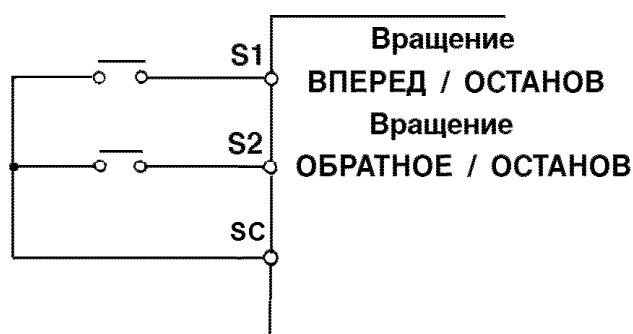 Вращение
S1
ВПЕРЕД / ОСТАНОВ
Вращение
S2
ОБРАТНОЕ / ОСТАНОВ
SC